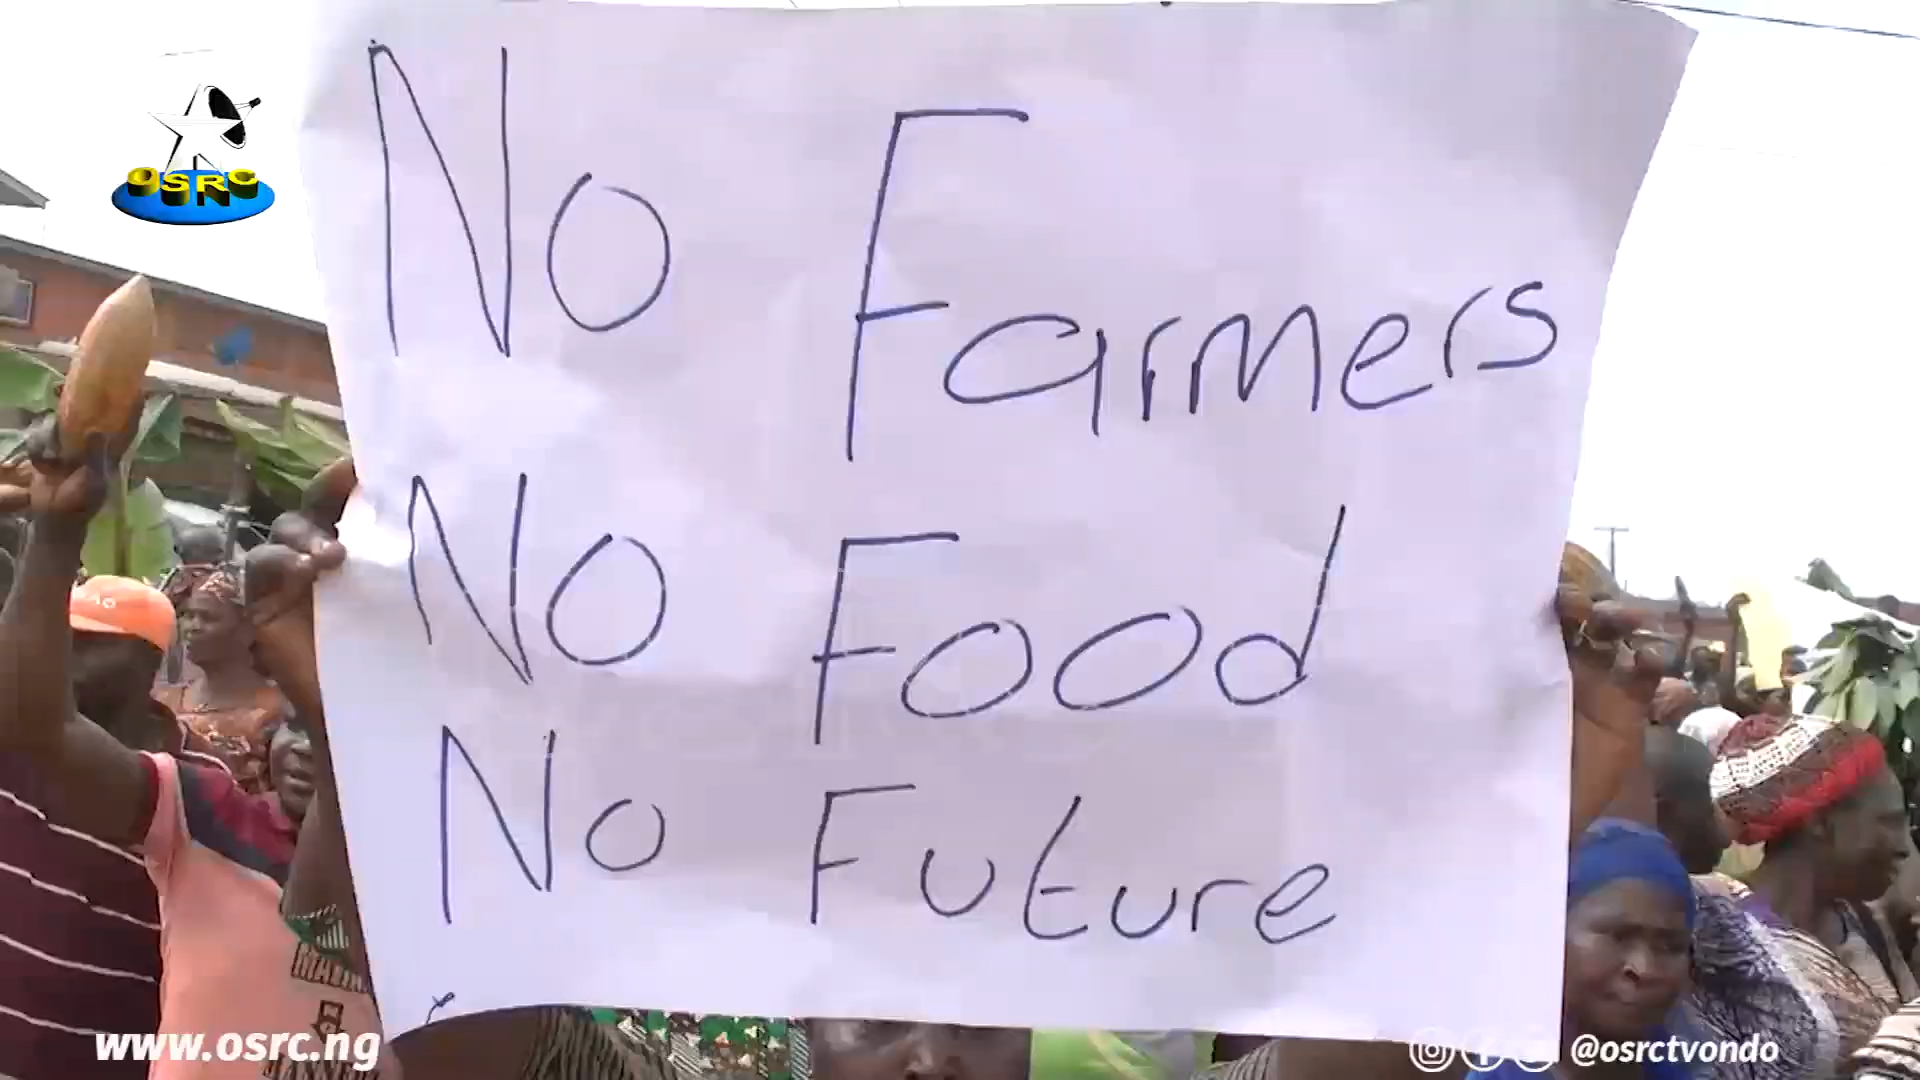 No Farmers
No Food
No Future
OSRC
www.osrc.ng
@osrctvondo